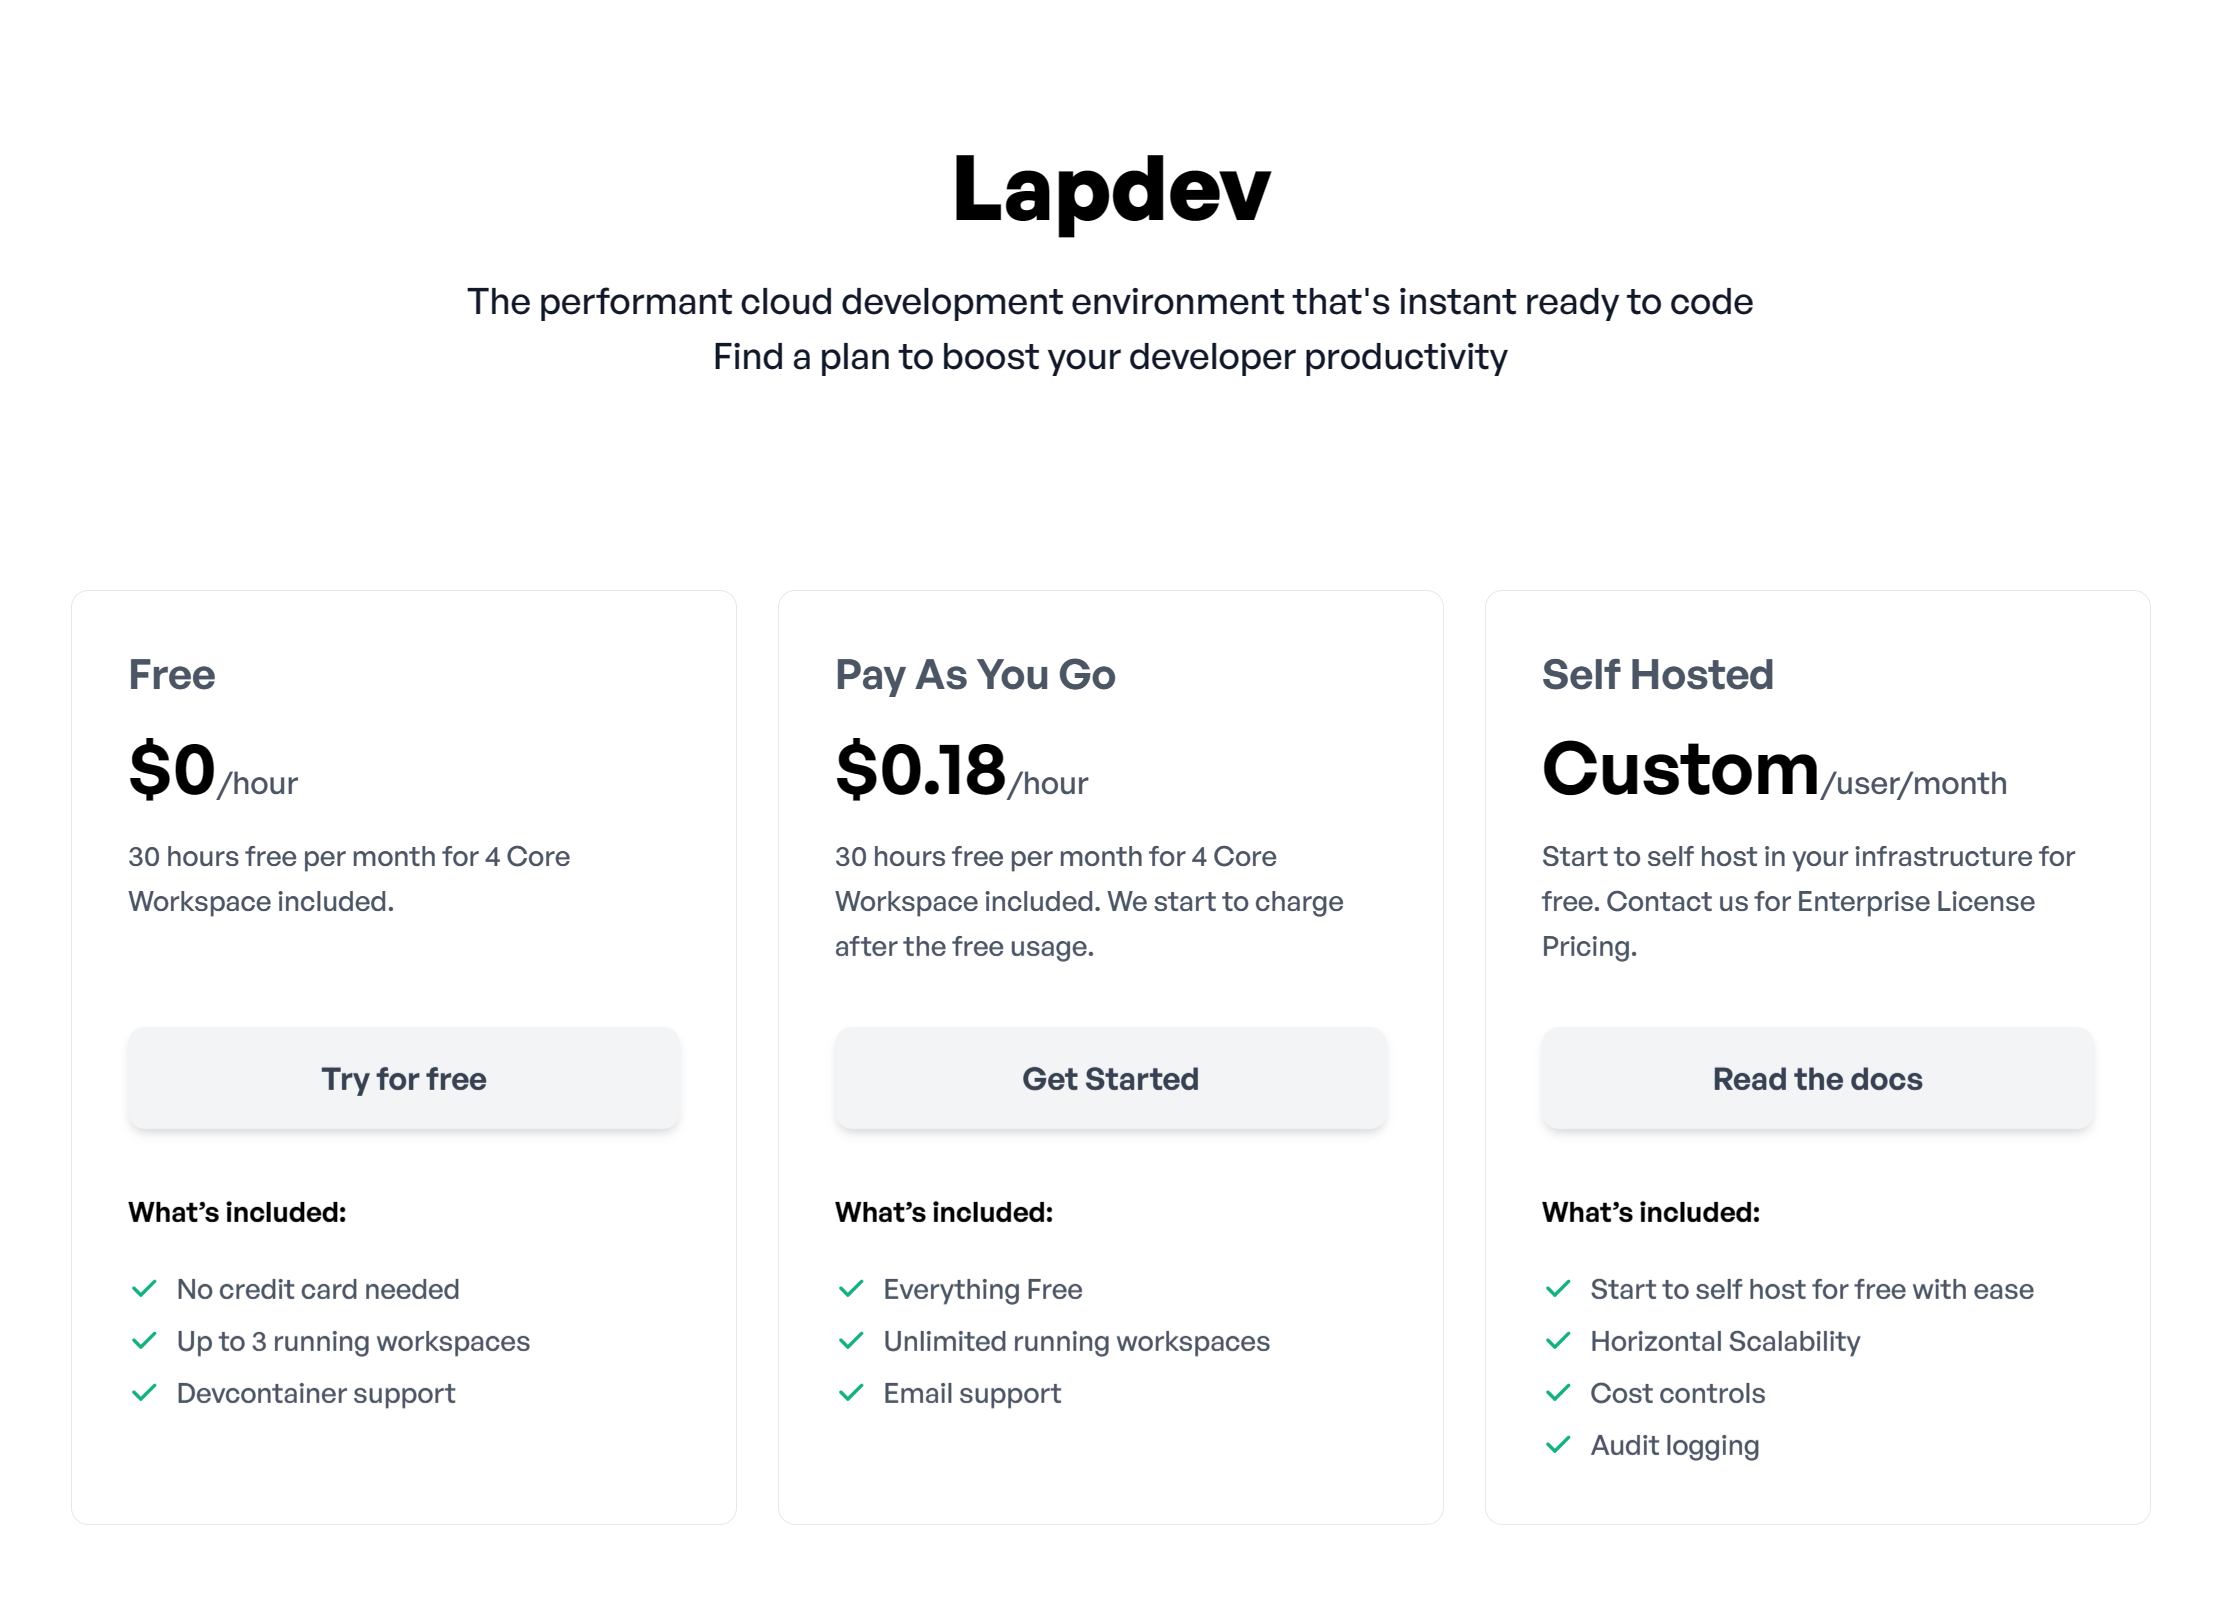 Lapdev
The performant cloud development environment that's instant ready to code
Find a plan to boost your developer productivity
Free
$0/hour
30 hours free per month for 4 Core
Workspace included.
Try for free
What’s included:
No credit card needed
Up to 3 running workspaces
Devcontainer support
Pay As You Go
$0.18/hour
30 hours free per month for 4 Core
Workspace included. We start to charge
after the free usage.
Get Started
What’s included:
Everything Free
Unlimited running workspaces
Email support
Self Hosted
Custom/user/month
Start to self host in your infrastructure for
free. Contact us for Enterprise License
Pricing.
Read the docs
What’s included:
Start to self host for free with ease
Horizontal Scalability
Cost controls
Audit logging